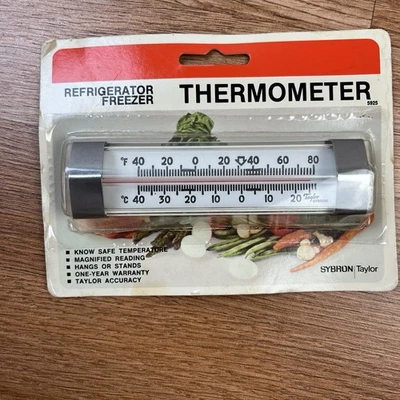 REFRIGERATOR
FREEZER
THERMOMETER
5925
°F 40 20 0 20 40 60 80
°C 40 30 20 10 0 10 20
Taylor
KNOW SAFE TEMPERATURE
MAGNIFIED READING
HANGS OR STANDS
ONE-YEAR WARRANTY
TAYLOR ACCURACY
SYBRON Taylor